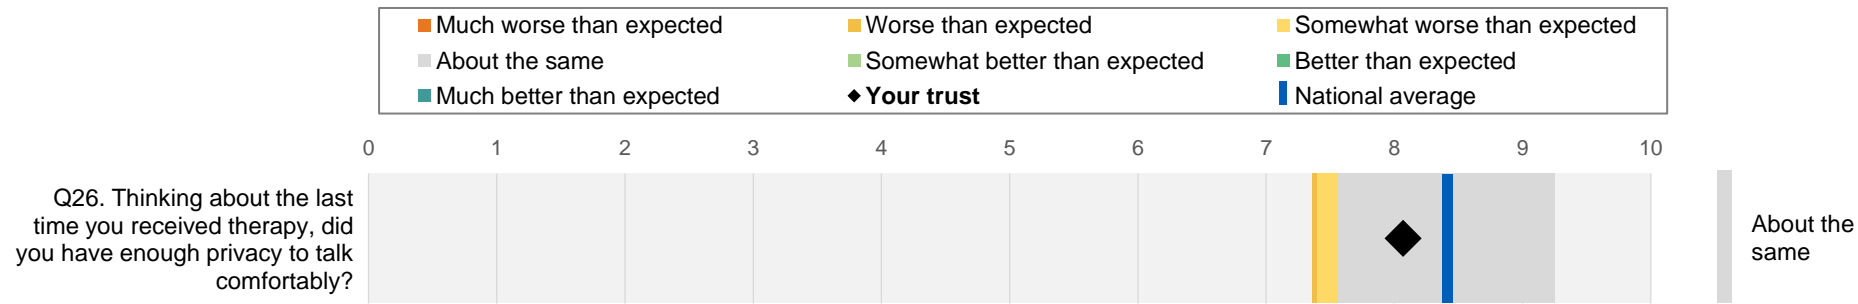 Much worse than expected
Worse than expected
Somewhat worse than expected
About the same
Somewhat better than expected
Better than expected
Much better than expected
Your trust
National average
0 1 2 3 4 5 6 7 8 9 10
Q26. Thinking about the last
time you received therapy, did
you have enough privacy to talk
comfortably?
About the
same